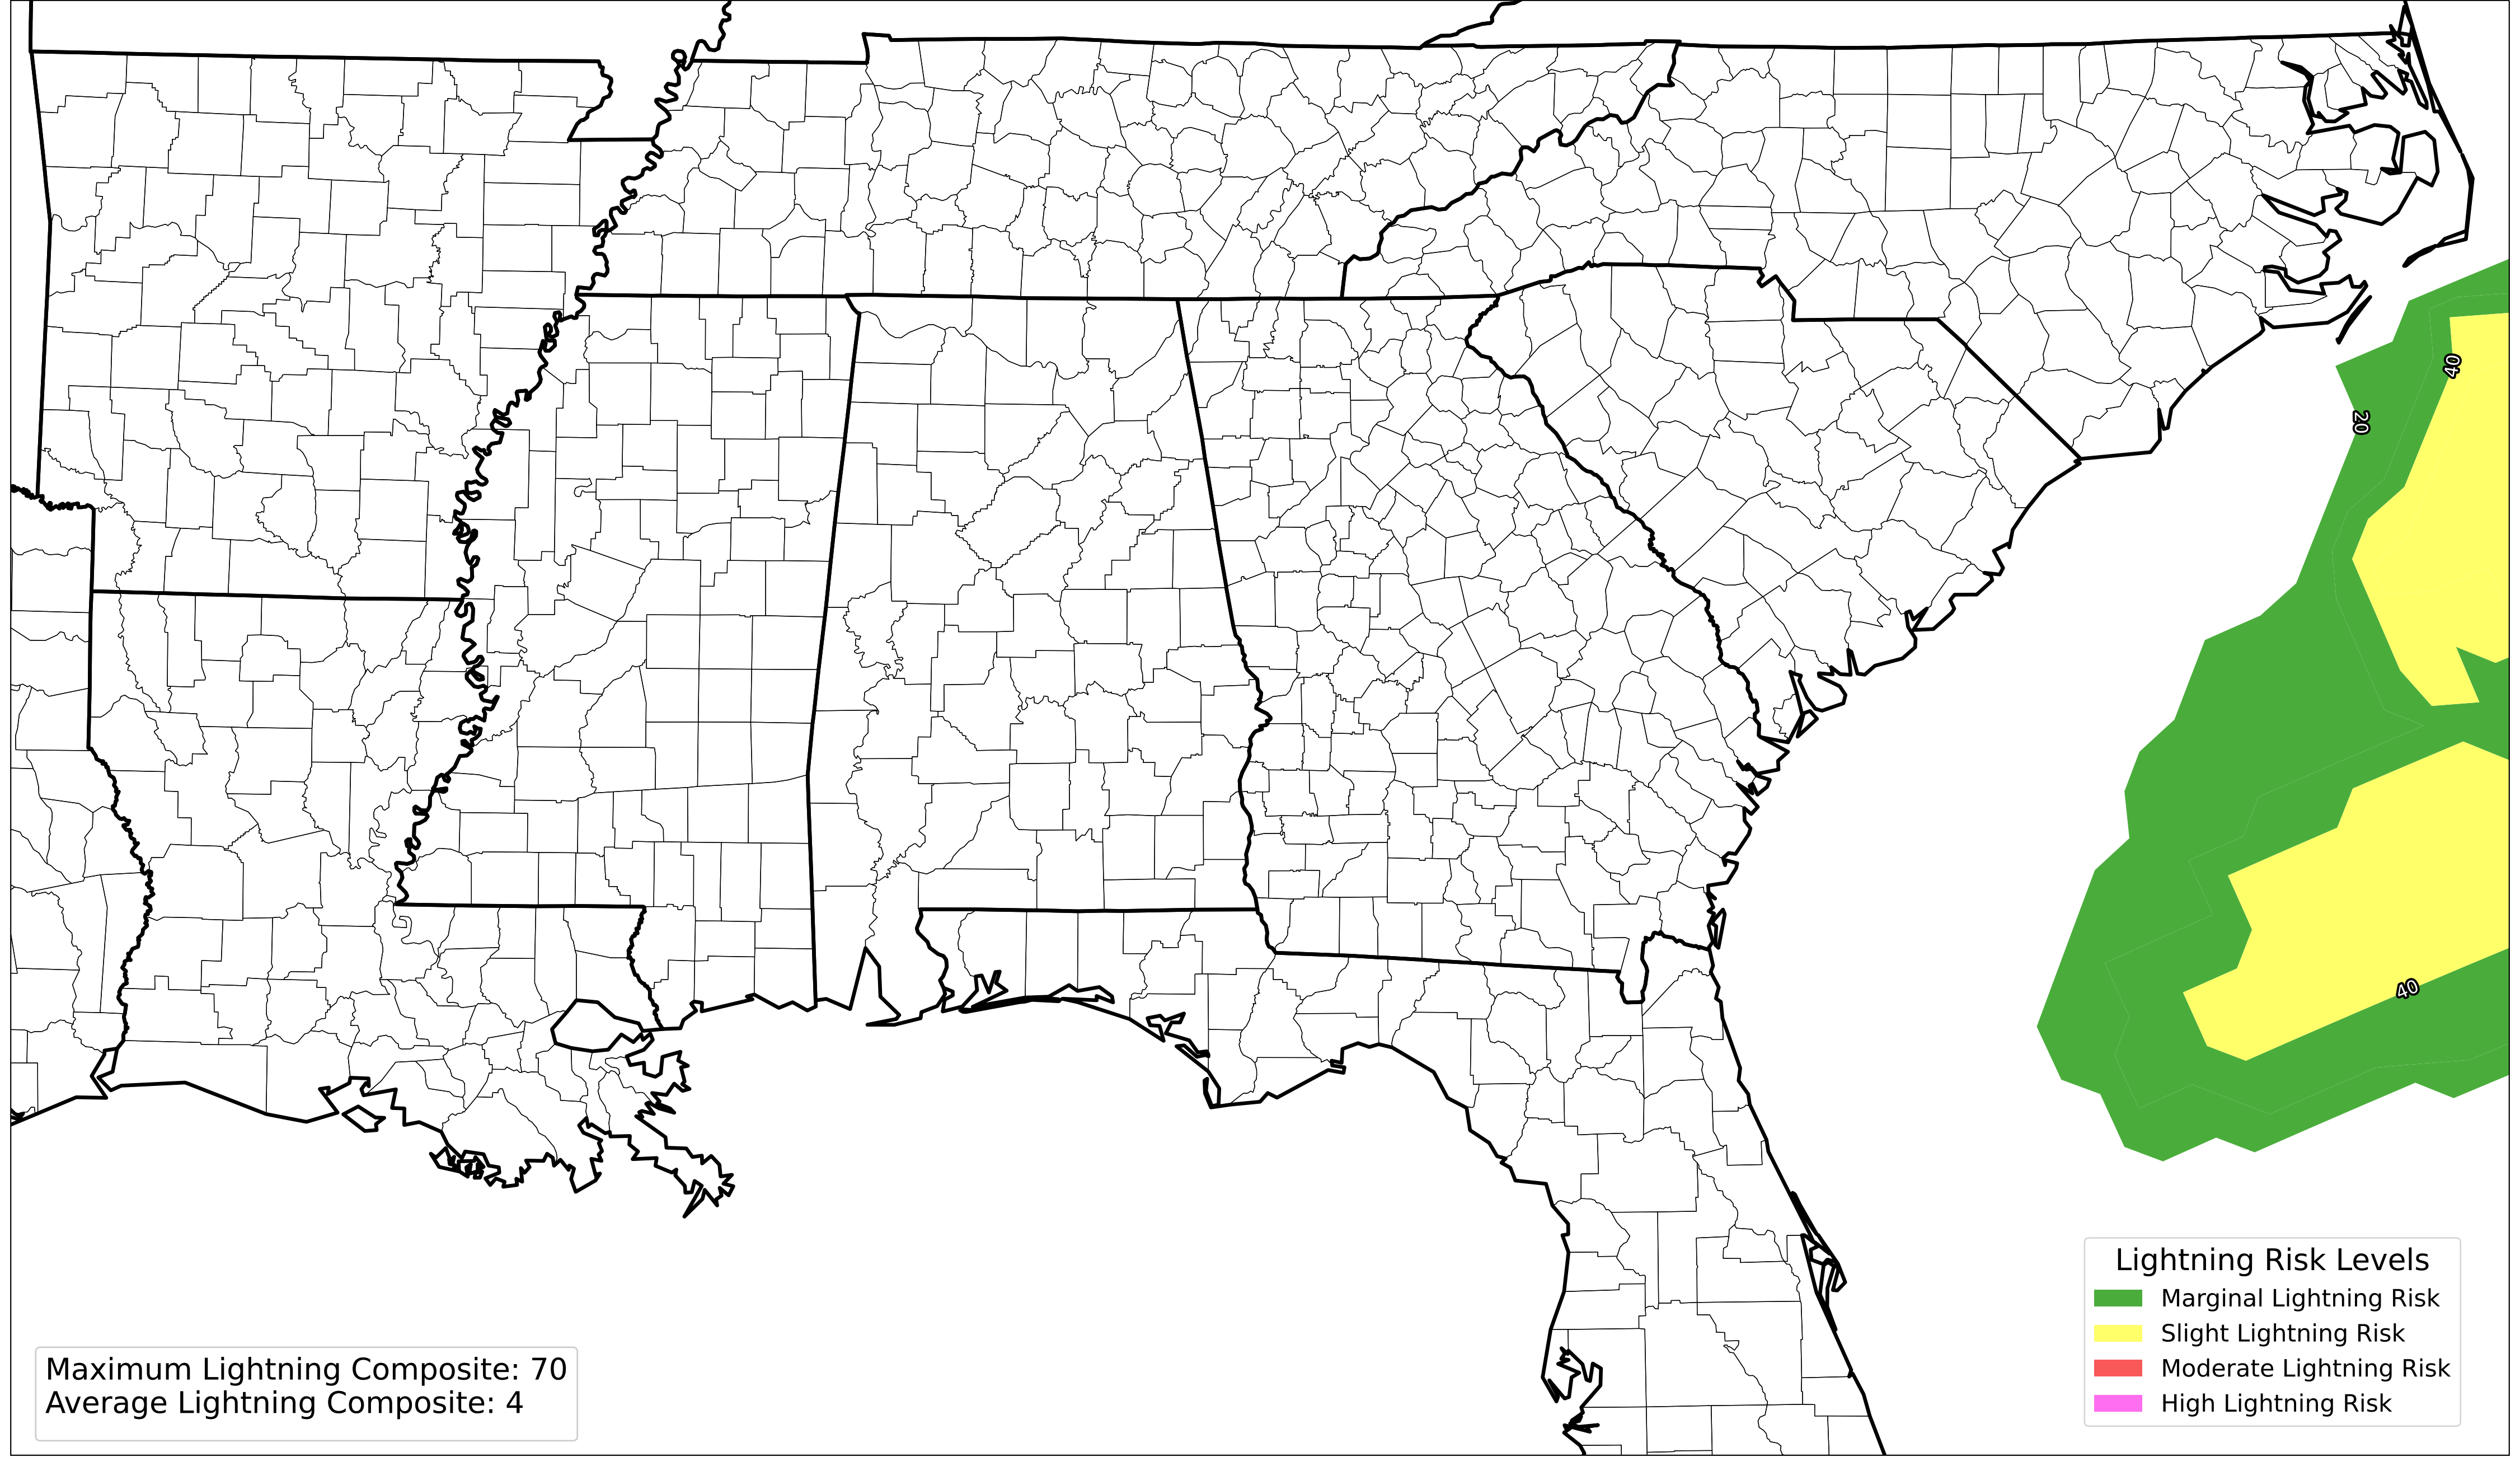 40
20
40
Lightning Risk Levels
Marginal Lightning Risk
Slight Lightning Risk
Moderate Lightning Risk
High Lightning Risk
Maximum Lightning Composite: 70
Average Lightning Composite: 4